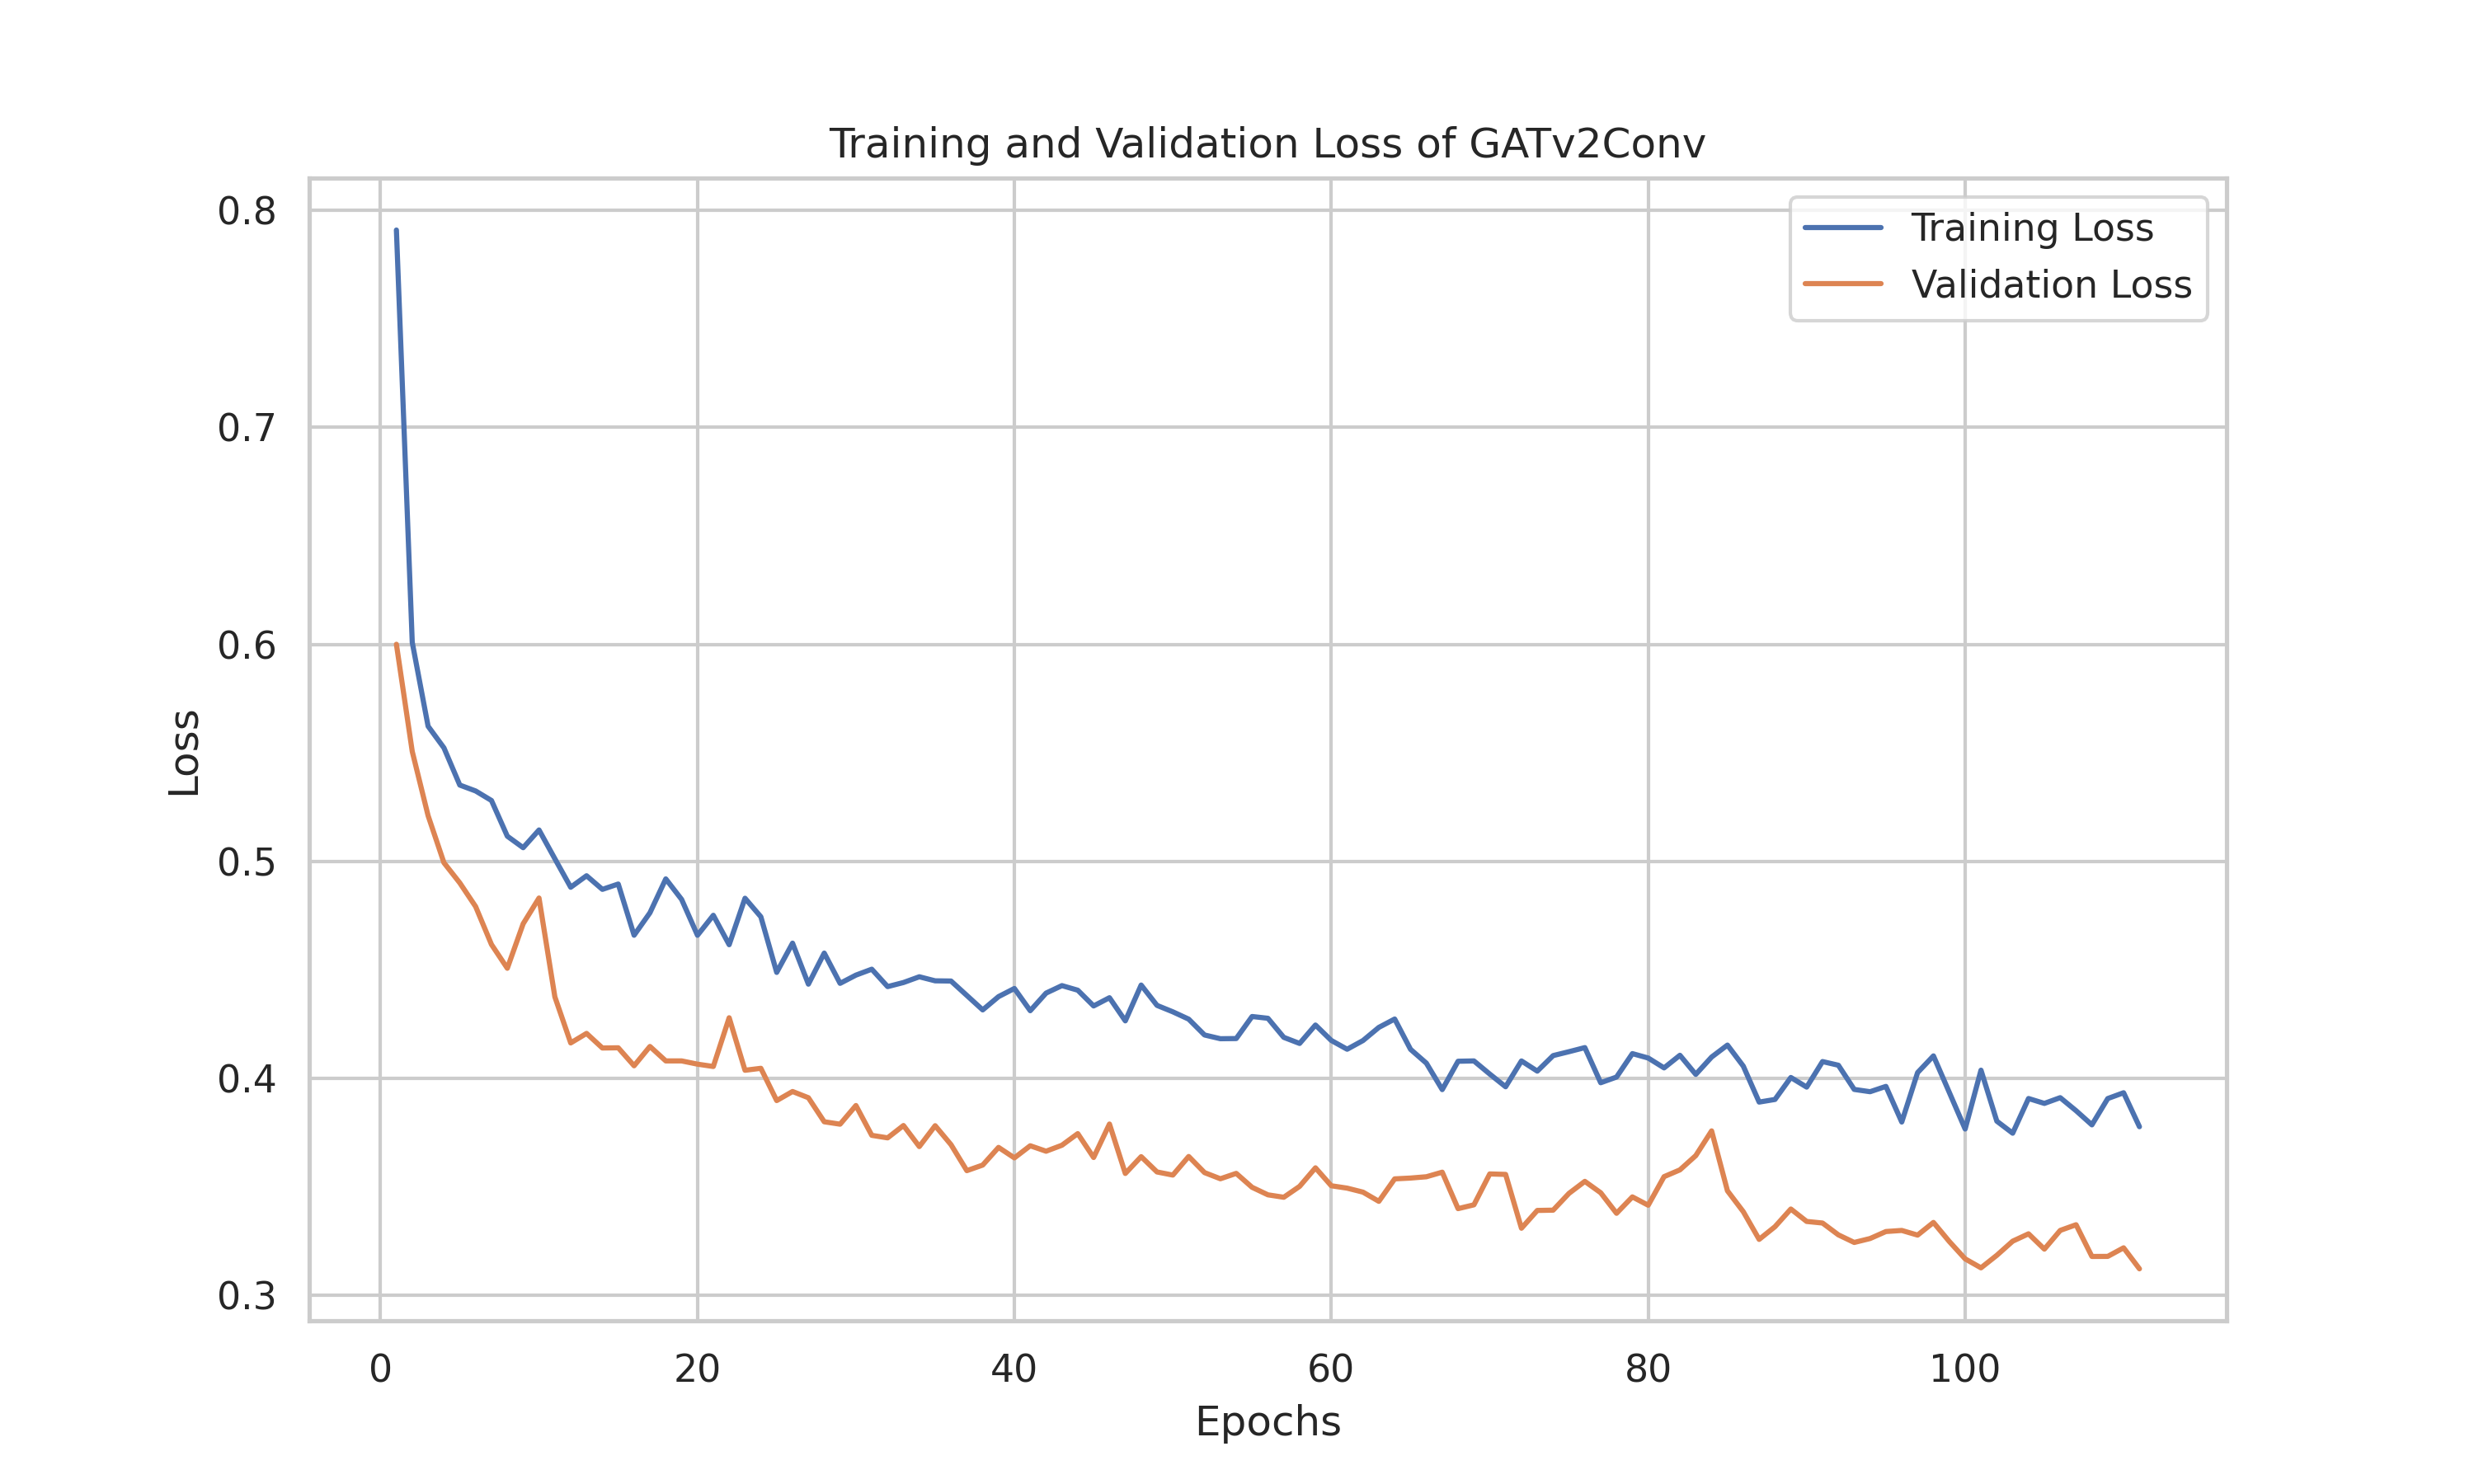 Training and Validation Loss of GATv2Conv
Training Loss
Validation Loss
0.8
0.7
0.6
0.5
0.4
0.3
Loss
0 20 40 60 80 100
Epochs